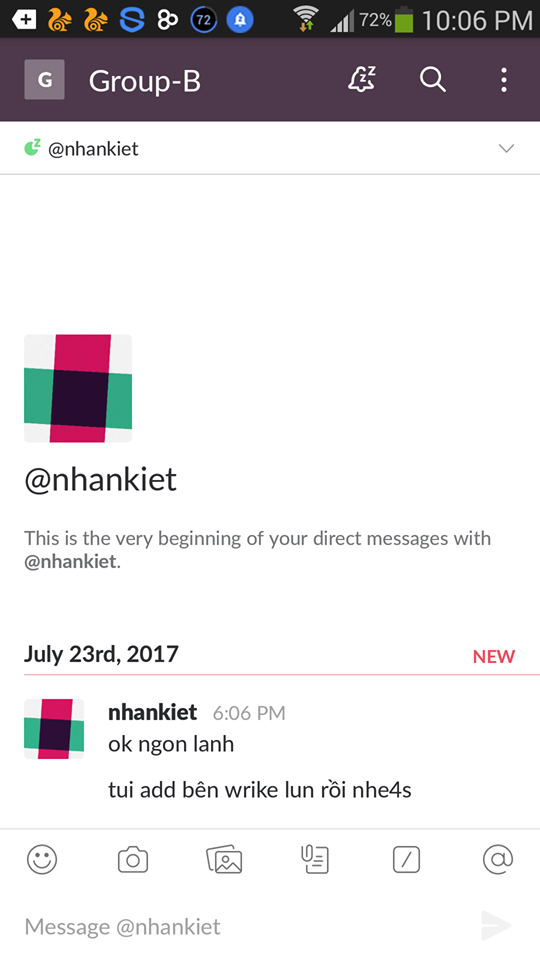 72
72%
10:06 PM
G
Group-B
@nhankiet
@nhankiet
This is the very beginning of your direct messages with
@nhankiet.
July 23rd, 2017
NEW
nhankiet 6:06 PM
ok ngon lanh
tui add bên wrike lun rồi nhe4s
Message @nhankiet